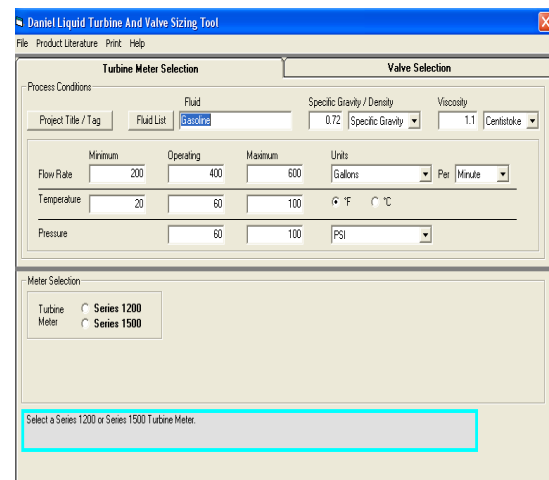 Daniel Liquid Turbine And Valve Sizing Tool
File Product Literature Print Help
Turbine Meter Selection Valve Selection
Process Conditions
Fluid Specific Gravity / Density Viscosity
Project Title / Tag Fluid List Gasoline 0.72 Specific Gravity 1.1 Centistoke
Minimum Operating Maximum Units
Flow Rate 200 400 600 Gallons Per Minute
Temperature 20 60 100 °F °C
Pressure 60 100 PSI
Meter Selection
Turbine Meter
Series 1200
Series 1500
Select a Series 1200 or Series 1500 Turbine Meter.